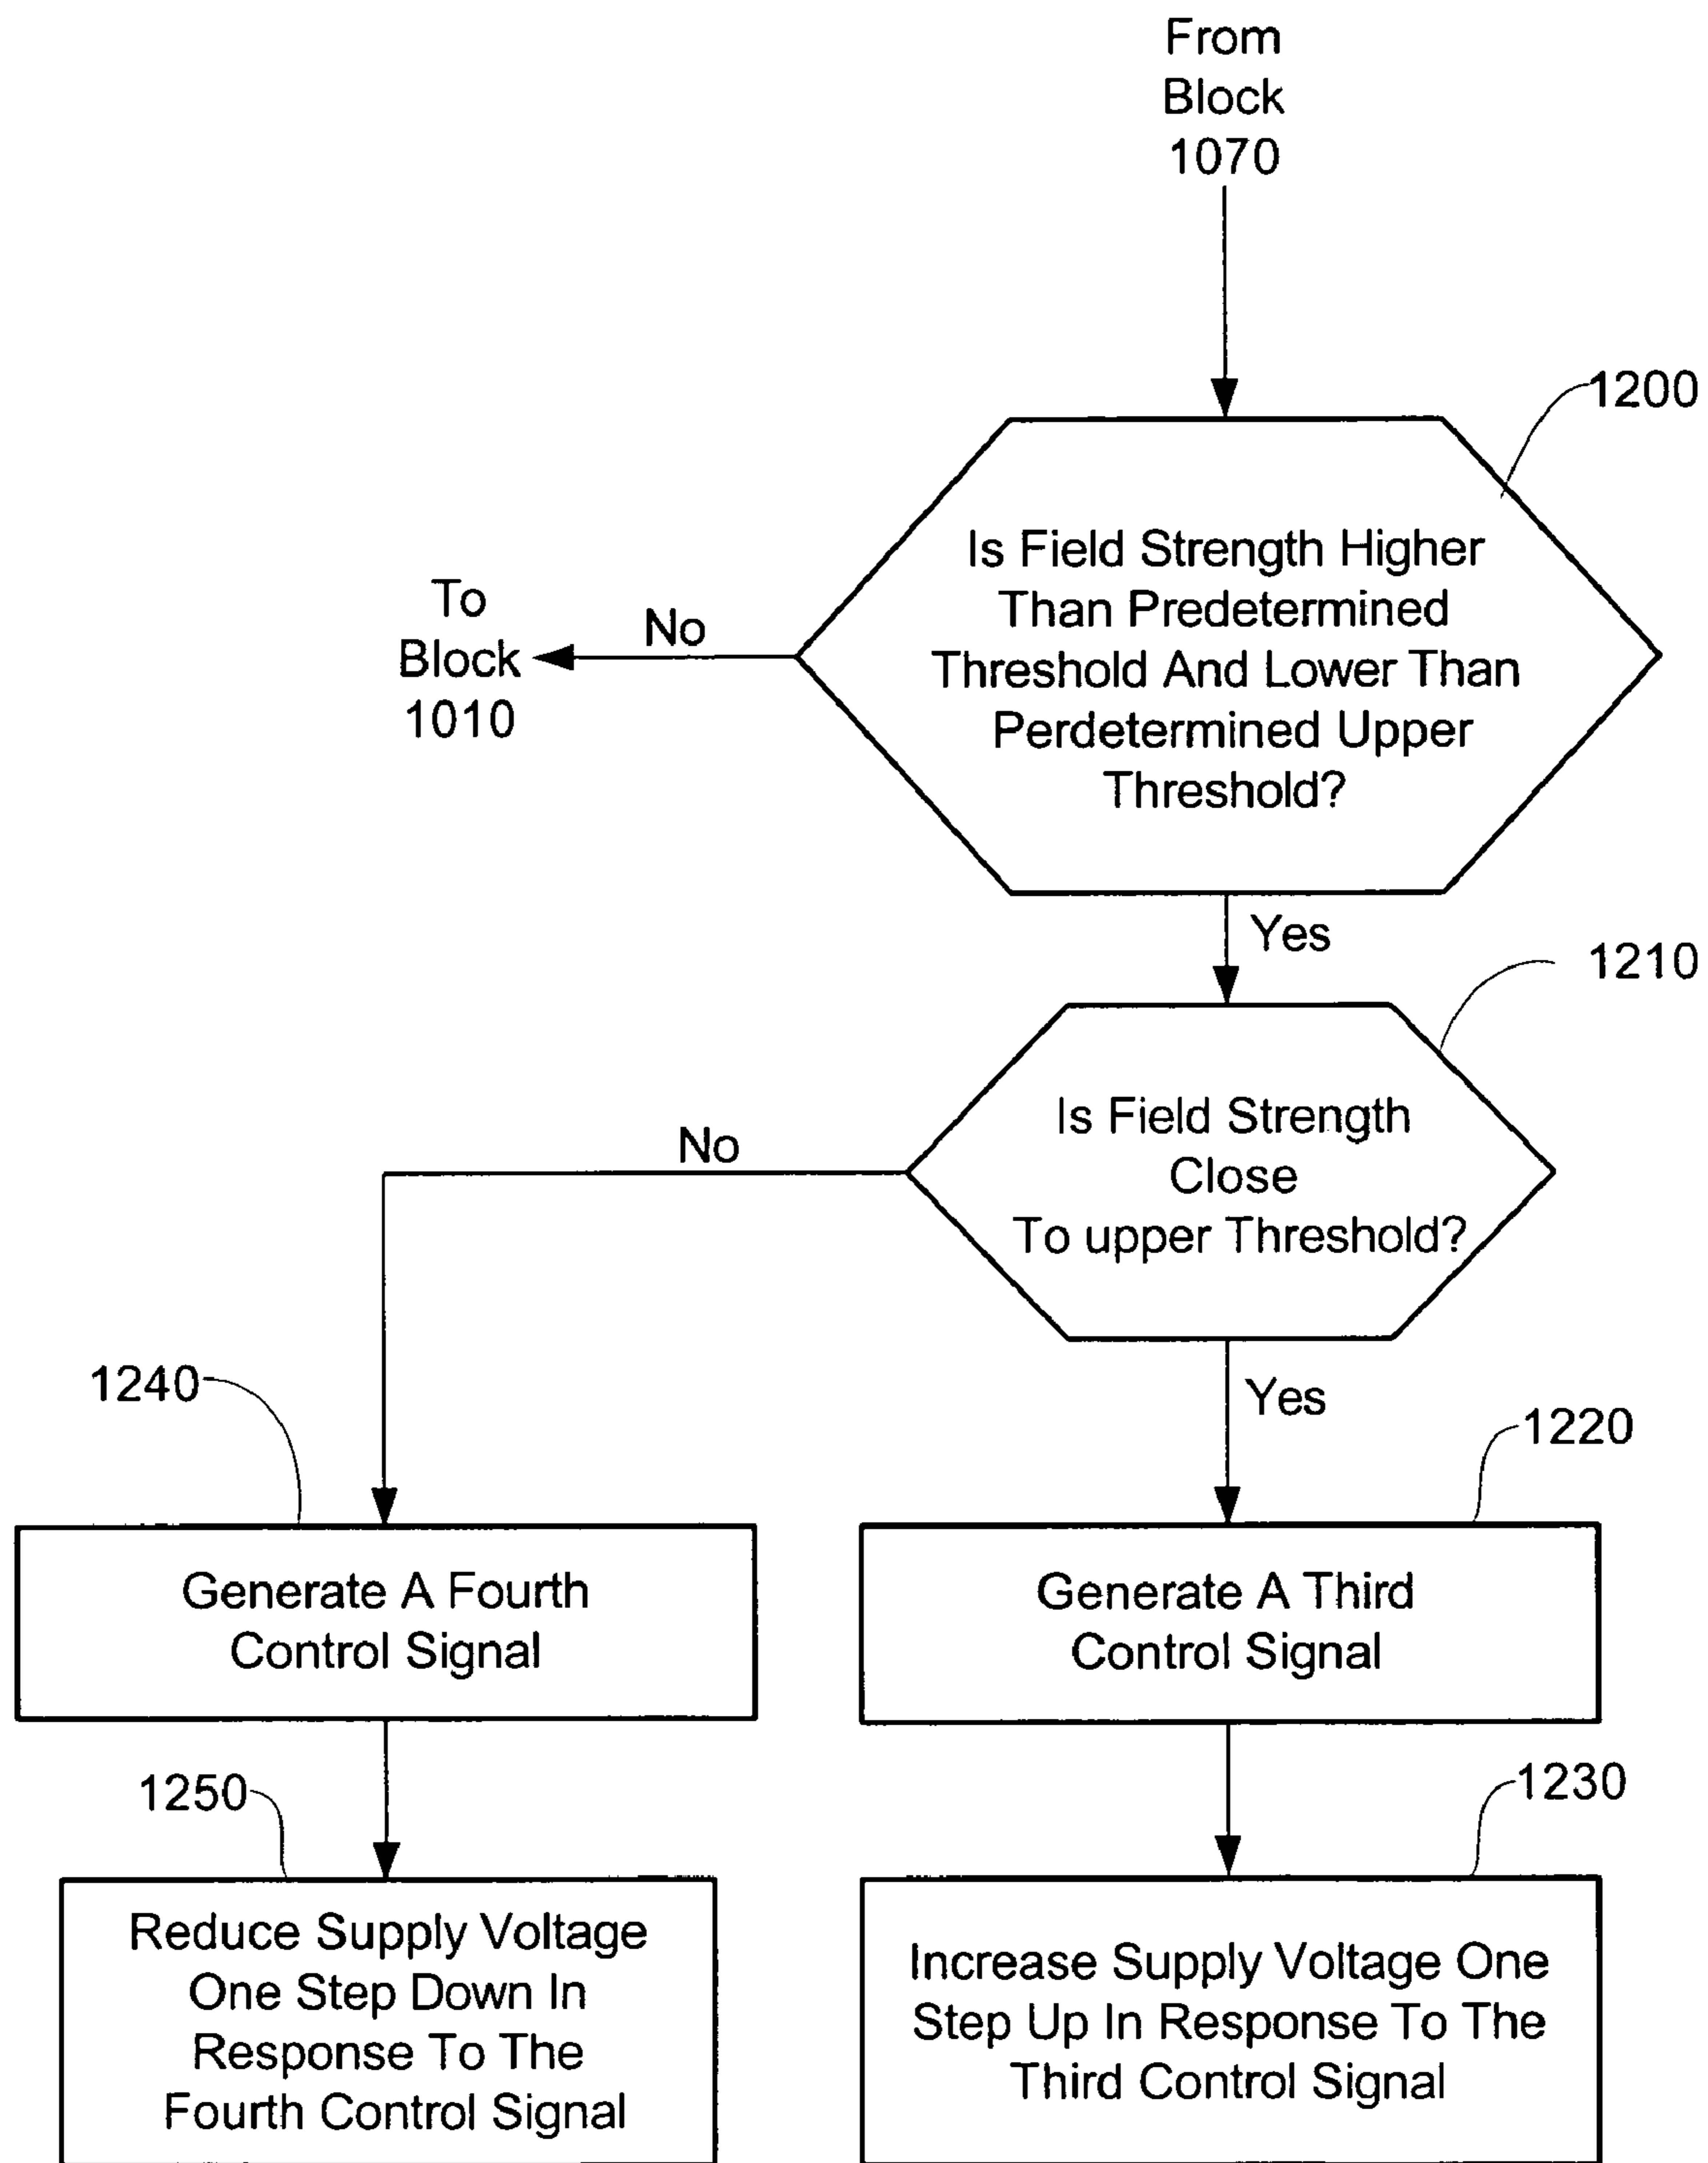 From
Block
1070
1200
Is Field Strength Higher
Than Predetermined
Threshold And Lower Than
Perdetermined Upper
Threshold?
No
To
Block
1010
Yes
1210
Is Field Strength
Close
To upper Threshold?
No
Yes
1240
1220
Generate A Fourth
Control Signal
Generate A Third
Control Signal
1250
1230
Reduce Supply Voltage
One Step Down In
Response To The
Fourth Control Signal
Increase Supply Voltage One
Step Up In Response To The
Third Control Signal